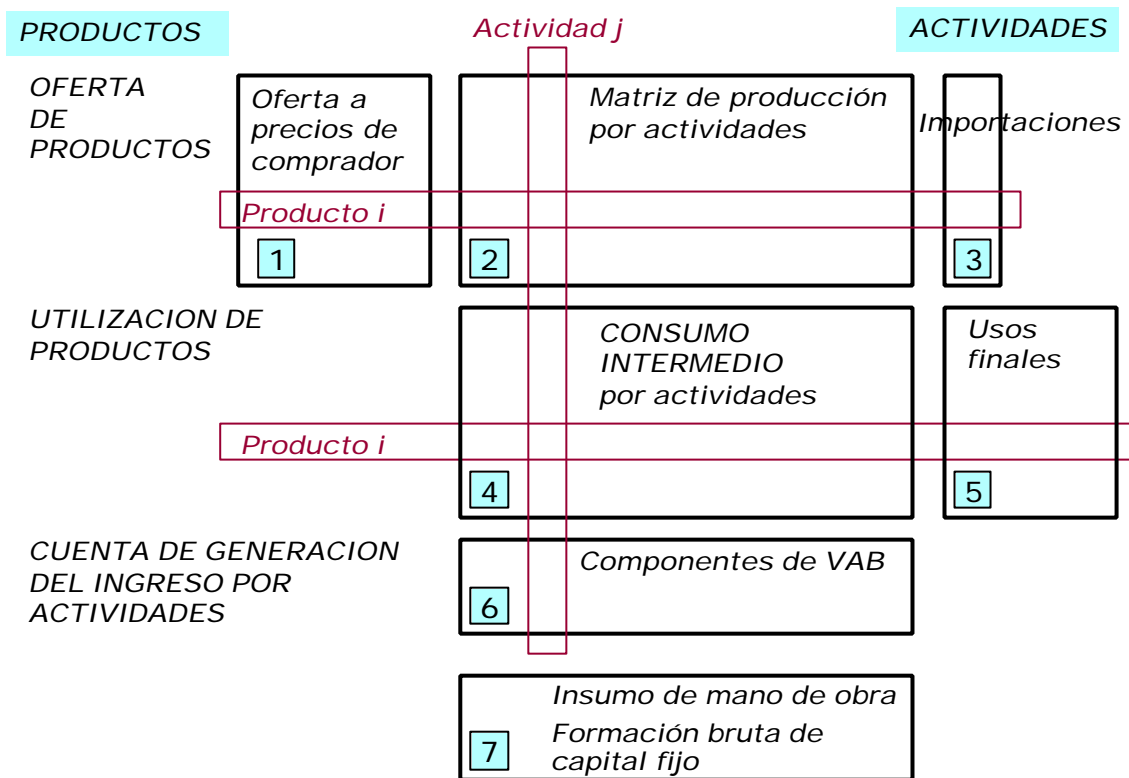 PRODUCTOS
Actividad j
ACTIVIDADES
OFERTA
DE
PRODUCTOS
Oferta a
precios de
comprador
Matriz de producción
por actividades
Importaciones
Producto i
1
2
3
UTILIZACION DE
PRODUCTOS
CONSUMO
INTERMEDIO
por actividades
Usos
finales
Producto i
4
5
CUENTA DE GENERACION
DEL INGRESO POR
ACTIVIDADES
Componentes de VAB
6
Insumo de mano de obra
Formación bruta de
capital fijo
7